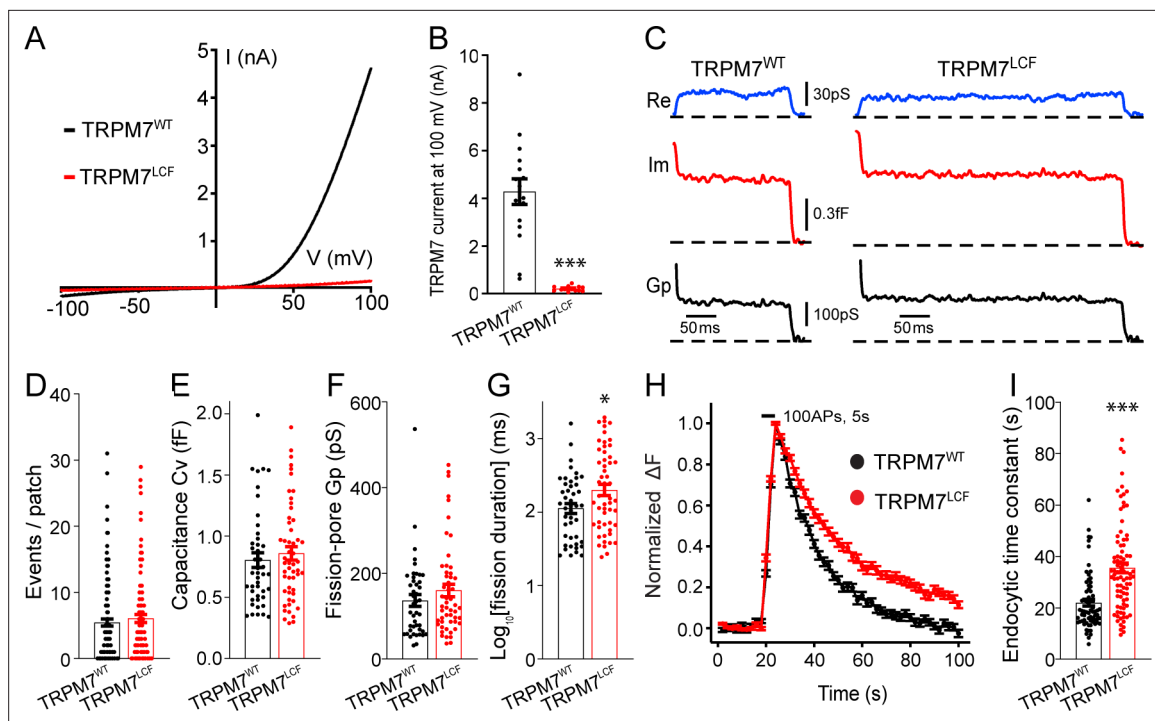 A
I (nA)
5
4
3
2
1
V (mV)
-100
-50
50
100
TRPM7WT
TRPM7LCF
B
TRPM7 current at 100 mV (nA)
10
8
6
4
2
0
***
TRPM7WT
TRPM7LCF
C
TRPM7WT
TRPM7LCF
Re
30pS
Im
0.3fF
Gp
100pS
50ms
50ms
D
Events / patch
40
30
20
10
0
TRPM7WT
TRPM7LCF
E
Capacitance Cv (fF)
2.0
1.5
1.0
0.5
0.0
TRPM7WT
TRPM7LCF
F
Fission-pore Gp (pS)
600
400
200
0
TRPM7WT
TRPM7LCF
G
Log10[fission duration] (ms)
3
2
1
0
*
TRPM7WT
TRPM7LCF
H
Normalized ΔF
1.0
0.8
0.6
0.4
0.2
0.0
100APs, 5s
TRPM7WT
TRPM7LCF
0 20 40 60 80 100
Time (s)
I
Endocytic time constant (s)
100
80
60
40
20
0
***
TRPM7WT
TRPM7LCF